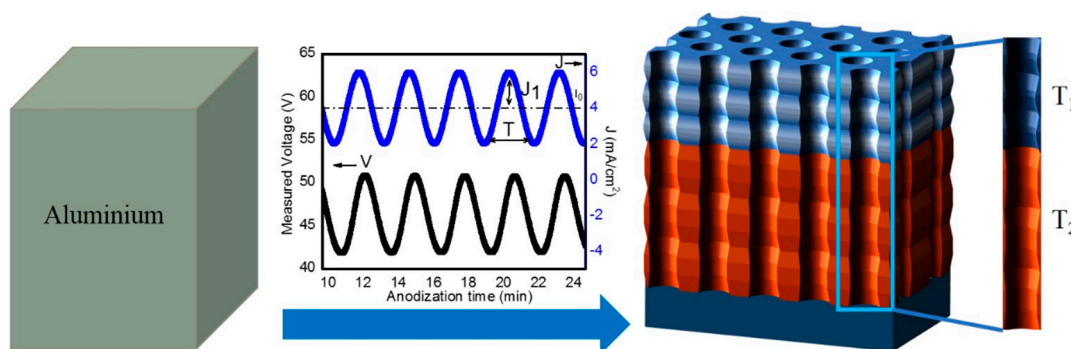 Aluminium
Measured Voltage (V)
65
60
55
50
45
40
10 12 14 16 18 20 22 24
Anodization time (min)
J
J1
I0
T
V
6
4
2
0
-2
-4
J (mA/cm2)
T1
T2